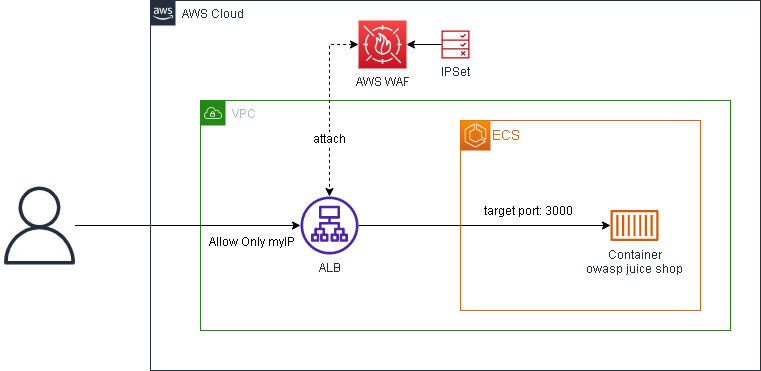 aws
AWS Cloud
AWS WAF
IPSet
VPC
attach
ECS
target port: 3000
Allow Only myIP
ALB
Container
owasp juice shop